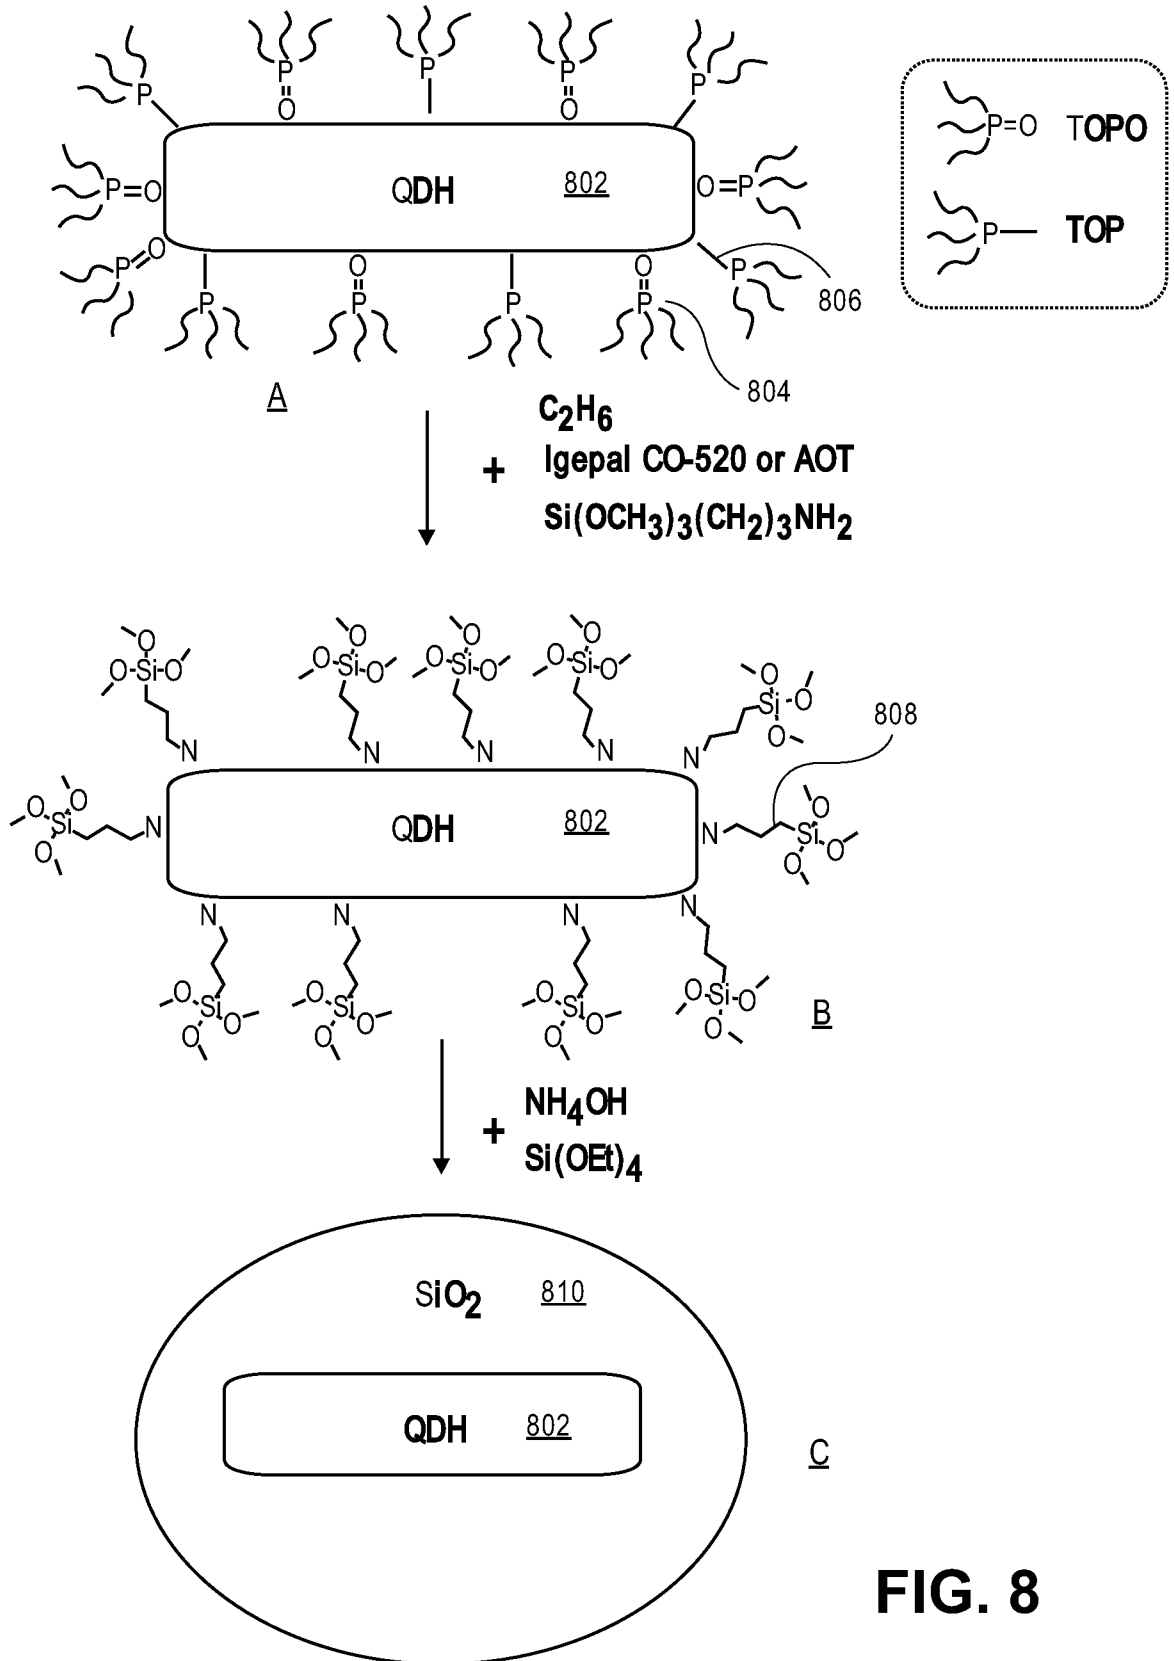 P P P P P
O O
P=O TOPO
P=O QDH 802 O=P
P TOP
P O O O P
P P P P P
806
A
804
C2H6
+ Igepal CO-520 or AOT
Si(OCH3)3(CH2)3NH2
O O O O
O Si O O Si O O Si O O Si O
O Si O
O
N N N N N
808
O O Si O N
QDH 802
N O Si O O
N N N N
O Si O O
O Si O O
O Si O O
O Si O O
B
NH4OH
+
Si(OEt)4
SiO2 810
QDH 802
C
FIG. 8